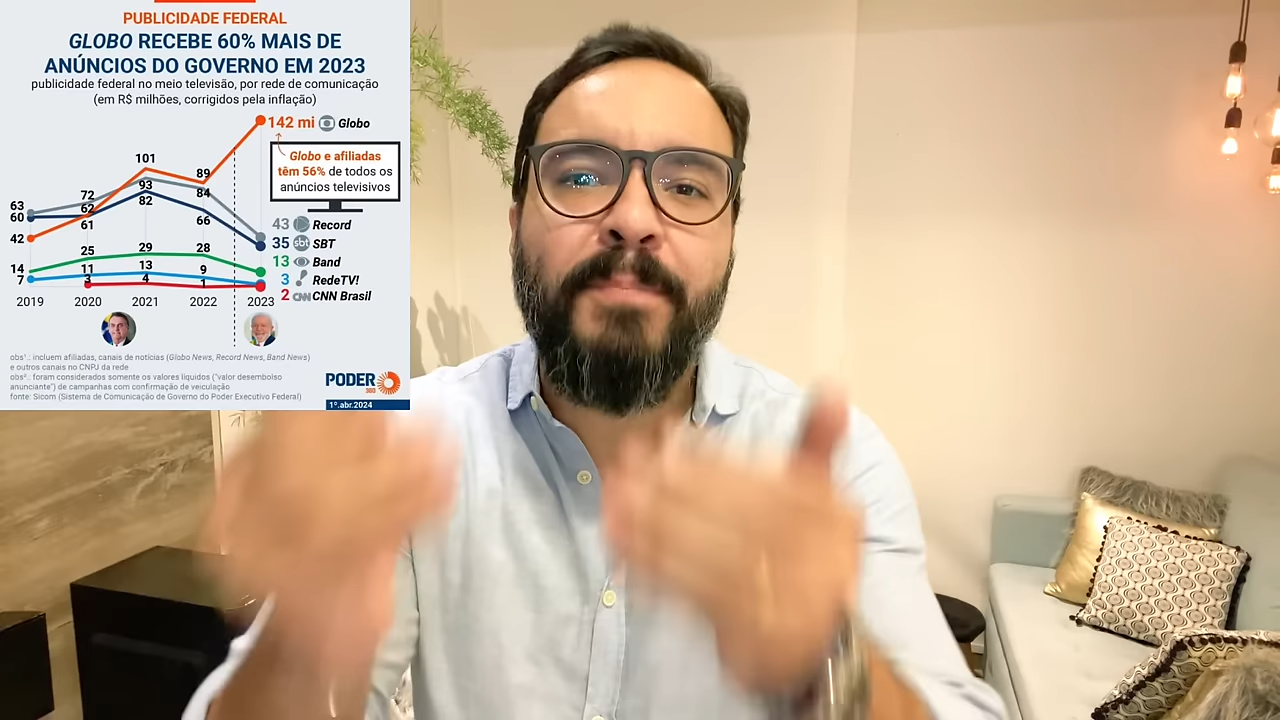 PUBLICIDADE FEDERAL
GLOBO RECEBE 60% MAIS DE
ANÚNCIOS DO GOVERNO EM 2023
publicidade federal no meio televisão, por rede de comunicação
(em R$ milhões, corrigidos pela inflação)
142 mi Globo
Globo e afiliadas
têm 56% de todos os
anúncios televisivos
101
89
72
93
84
63
62
82
60
61
66
42
43 Record
35 sbt SBT
25
29
28
13 Band
14
11
13
9
3 RedeTV!
7
3
4
1
2 CNN CNN Brasil
2019
2020
2021
2022
2023
obs¹.: incluem afiliadas, canais de notícias (Globo News, Record News, Band News)
e outros canais no CNPJ da rede
obs².: foram considerados somente os valores líquidos ("valor desembolso
anunciante") de campanhas com confirmação de veiculação
fonte: Sicom (Sistema de Comunicação de Governo do Poder Executivo Federal)
PODER
360
1º.abr.2024